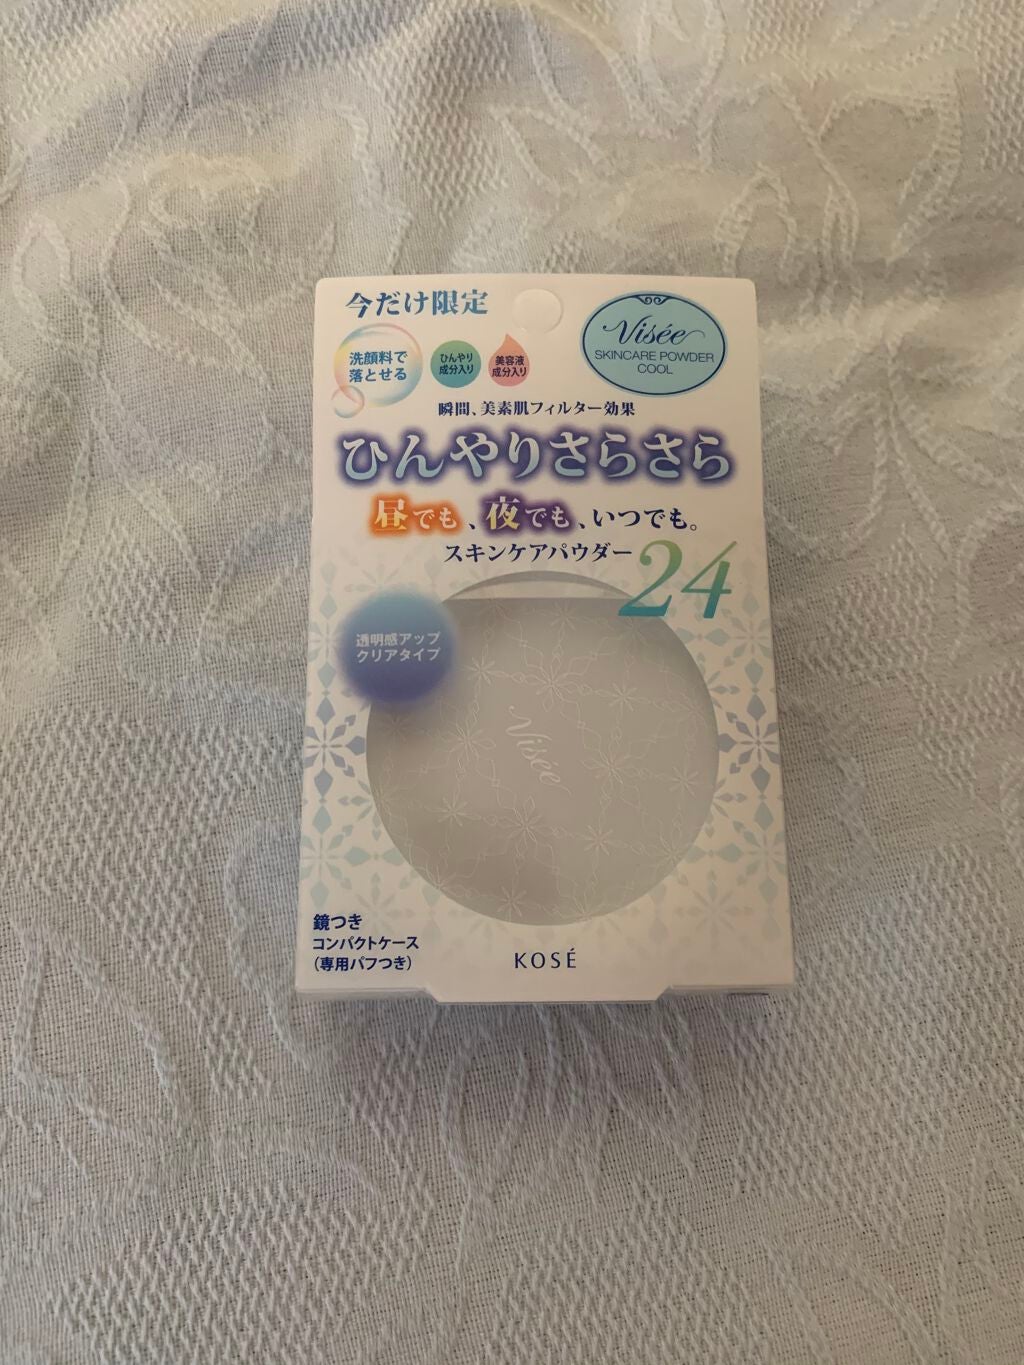 今だけ限定
洗顔料で
落とせる
ひんやり
成分入り
美容液
成分入り
Visée
SKINCARE POWDER
COOL
瞬間、美素肌フィルター効果
ひんやりさらさら
昼でも、夜でも、いつでも。
スキンケアパウダー24
透明感アップ
クリアタイプ
Visée
鏡つき
コンパクトケース
(専用パフつき)
KOSÉ